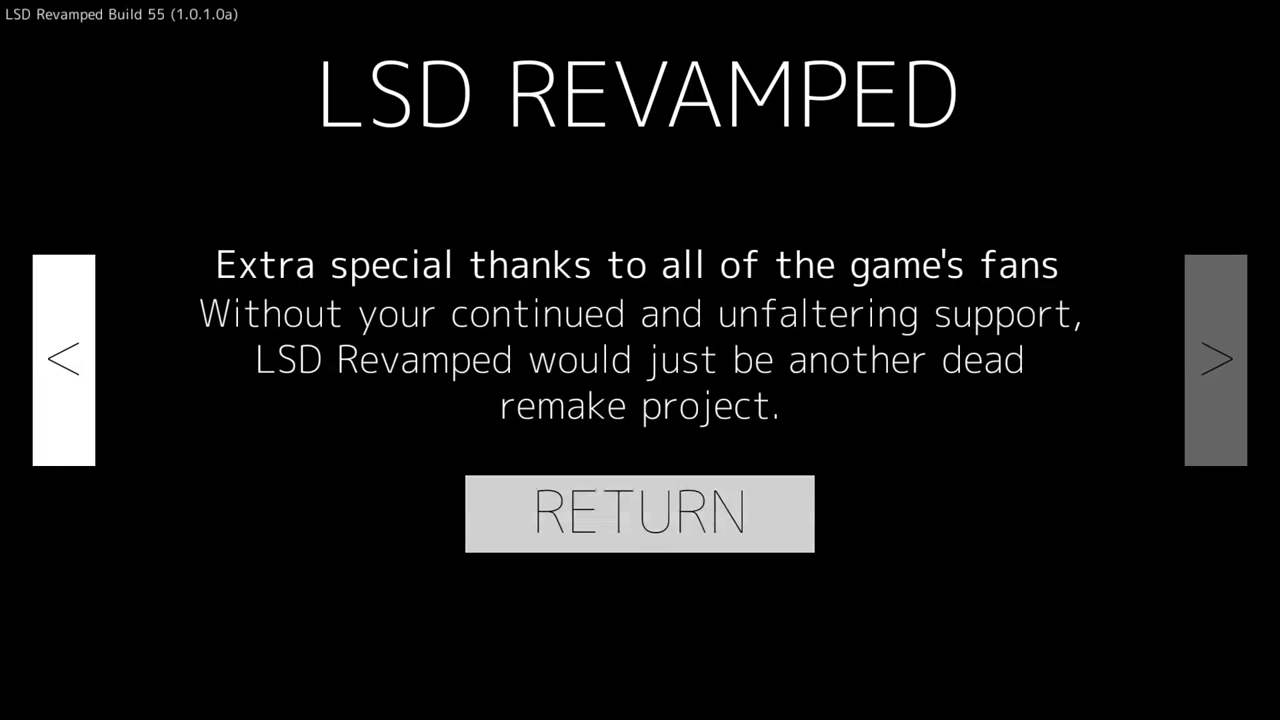 LSD Revamped Build 55 (1.0.1.0a)
LSD REVAMPED
Extra special thanks to all of the game's fans
Without your continued and unfaltering support,
LSD Revamped would just be another dead
remake project.
<
>
RETURN